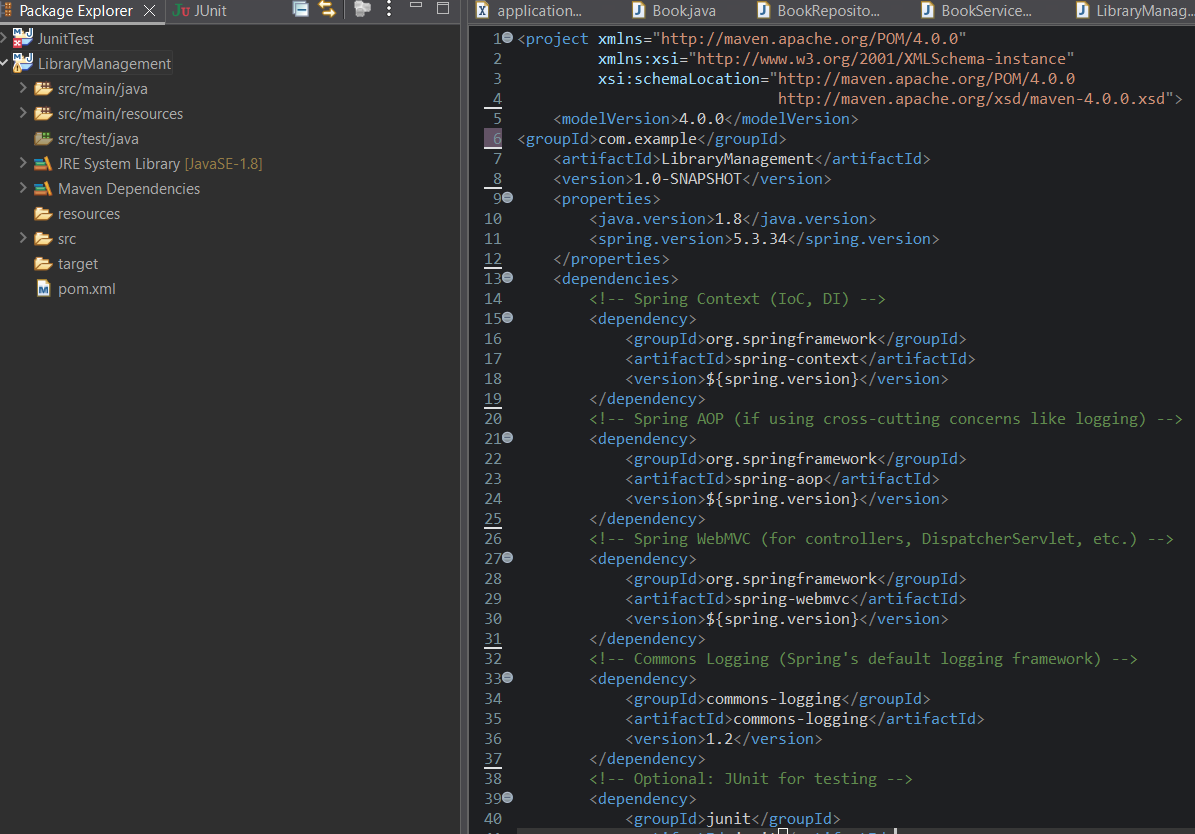 Package Explorer
JUnit
JunitTest
LibraryManagement
src/main/java
src/main/resources
src/test/java
JRE System Library [JavaSE-1.8]
Maven Dependencies
resources
src
target
pom.xml
application...
Book.java
BookReposito...
BookService...
LibraryManag...
1 <project xmlns="http://maven.apache.org/POM/4.0.0"
2 xmlns:xsi="http://www.w3.org/2001/XMLSchema-instance"
3 xsi:schemaLocation="http://maven.apache.org/POM/4.0.0
4 http://maven.apache.org/xsd/maven-4.0.0.xsd">
5 <modelVersion>4.0.0</modelVersion>
6 <groupId>com.example</groupId>
7 <artifactId>LibraryManagement</artifactId>
8 <version>1.0-SNAPSHOT</version>
9 <properties>
10 <java.version>1.8</java.version>
11 <spring.version>5.3.34</spring.version>
12 </properties>
13 <dependencies>
14 <!-- Spring Context (IoC, DI) -->
15 <dependency>
16 <groupId>org.springframework</groupId>
17 <artifactId>spring-context</artifactId>
18 <version>${spring.version}</version>
19 </dependency>
20 <!-- Spring AOP (if using cross-cutting concerns like logging) -->
21 <dependency>
22 <groupId>org.springframework</groupId>
23 <artifactId>spring-aop</artifactId>
24 <version>${spring.version}</version>
25 </dependency>
26 <!-- Spring WebMVC (for controllers, DispatcherServlet, etc.) -->
27 <dependency>
28 <groupId>org.springframework</groupId>
29 <artifactId>spring-webmvc</artifactId>
30 <version>${spring.version}</version>
31 </dependency>
32 <!-- Commons Logging (Spring's default logging framework) -->
33 <dependency>
34 <groupId>commons-logging</groupId>
35 <artifactId>commons-logging</artifactId>
36 <version>1.2</version>
37 </dependency>
38 <!-- Optional: JUnit for testing -->
39 <dependency>
40 <groupId>junit</groupId>